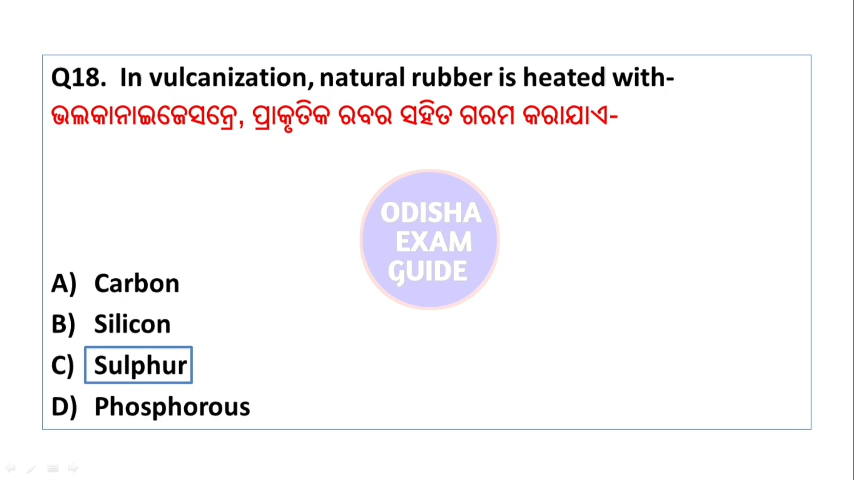 Q18. In vulcanization, natural rubber is heated with-
ଭଲକାନାଇଜେସନ୍ରେ, ପ୍ରାକୃତିକ ରବର ସହିତ ଗରମ କରାଯାଏ-
ODISHA
EXAM
GUIDE
A) Carbon
B) Silicon
C) Sulphur
D) Phosphorous